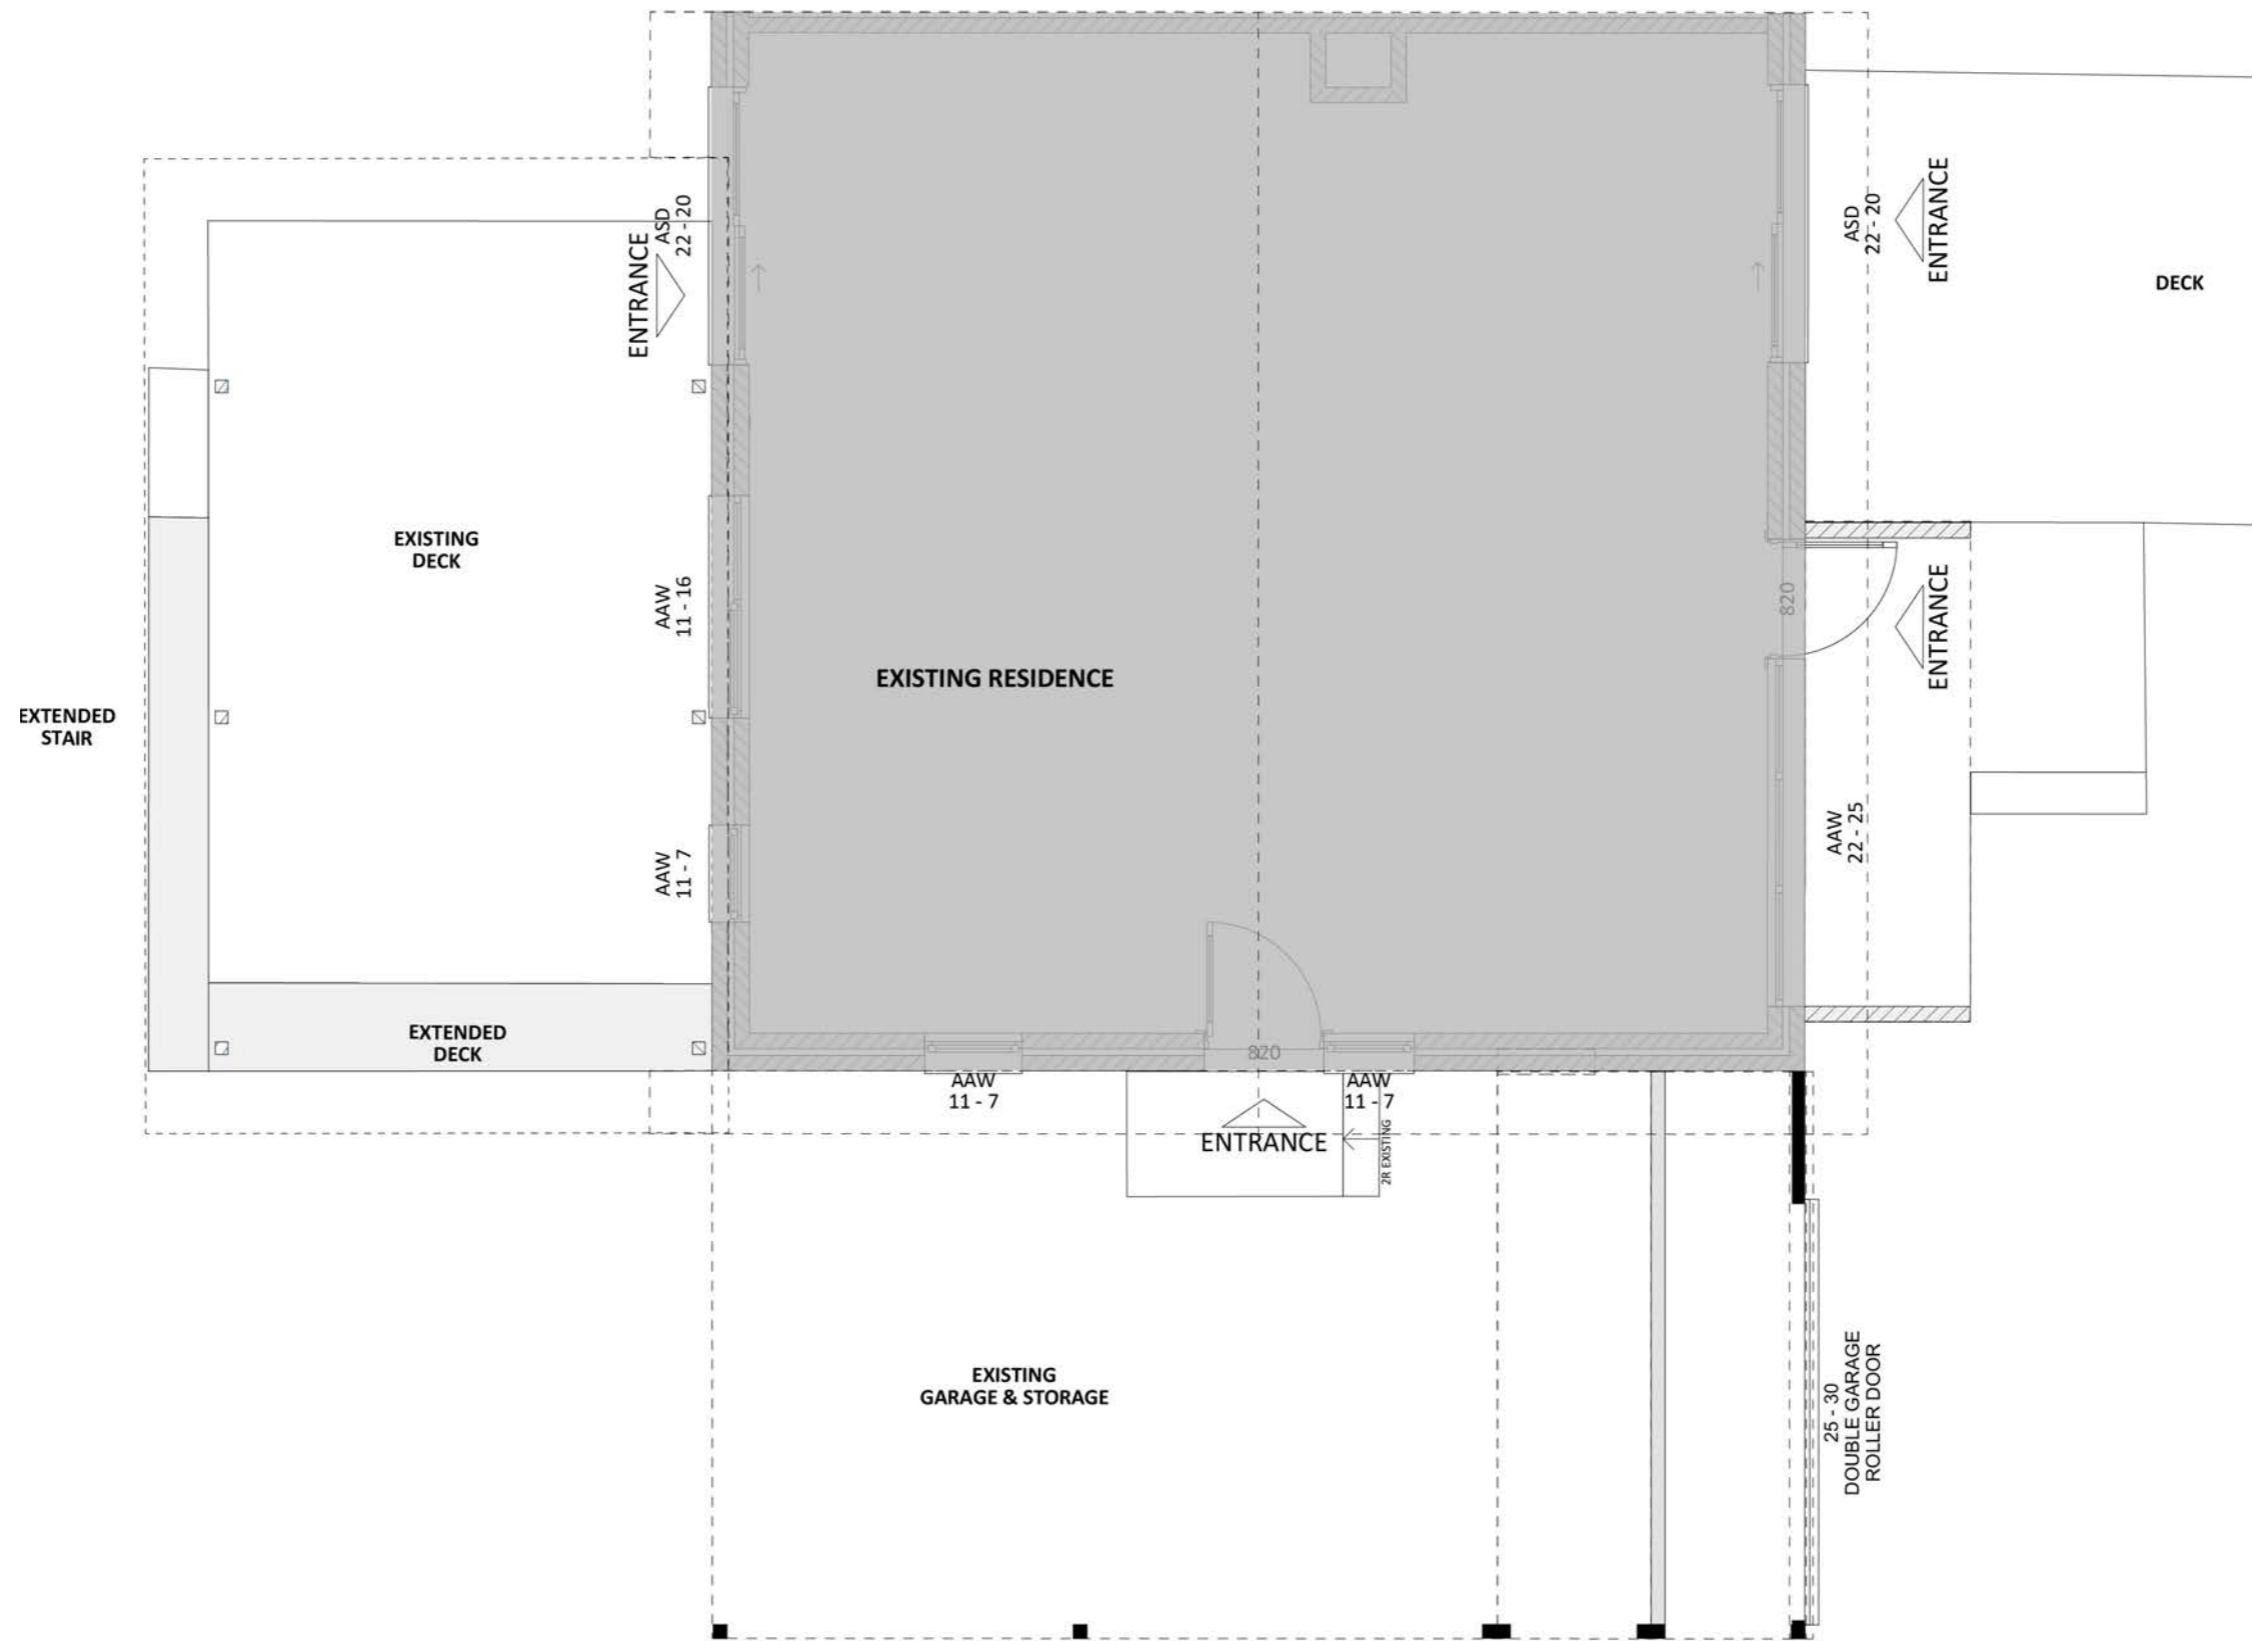 ASD
22 - 20
ENTRANCE
ASD
22 - 20
ENTRANCE
DECK
EXISTING
DECK
AAW
11 - 16
820
ENTRANCE
EXISTING RESIDENCE
EXTENDED
STAIR
AAW
11 - 7
AAW
22 - 25
EXTENDED
DECK
820
AAW
11 - 7
AAW
11 - 7
ENTRANCE
2R EXISTING
EXISTING
GARAGE & STORAGE
25 - 30
DOUBLE GARAGE
ROLLER DOOR